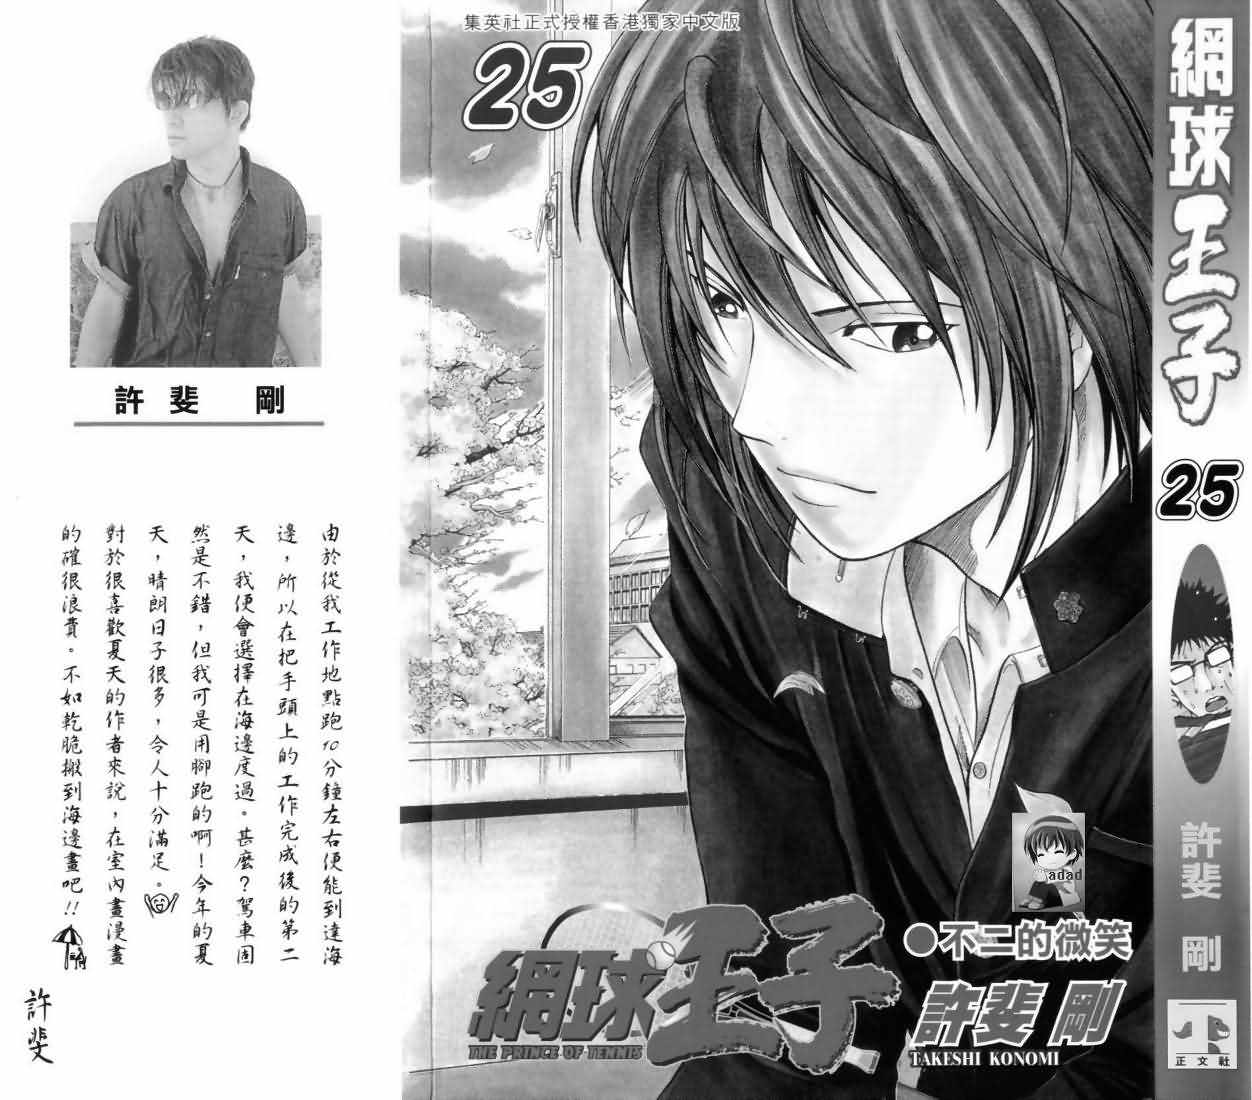 許斐 剛
由於從我工作地點跑10分鐘左右便能到達海
邊，所以在把手頭上的工作完成後的第二
天，我便會選擇在海邊度過。甚麼？駕車固
然是不錯，但我可是用腳跑的啊！今年的夏
天，晴朗日子很多，令人十分滿足。
對於很喜歡夏天的作者來說，在室內畫漫畫
的確很浪費。不如乾脆搬到海邊畫吧!!
許斐
集英社正式授權香港獨家中文版
25
adad
網球王子
THE PRINCE OF TENNIS
●不二的微笑
許斐 剛
TAKESHI KONOMI
網球王子
25
許斐 剛
正文社